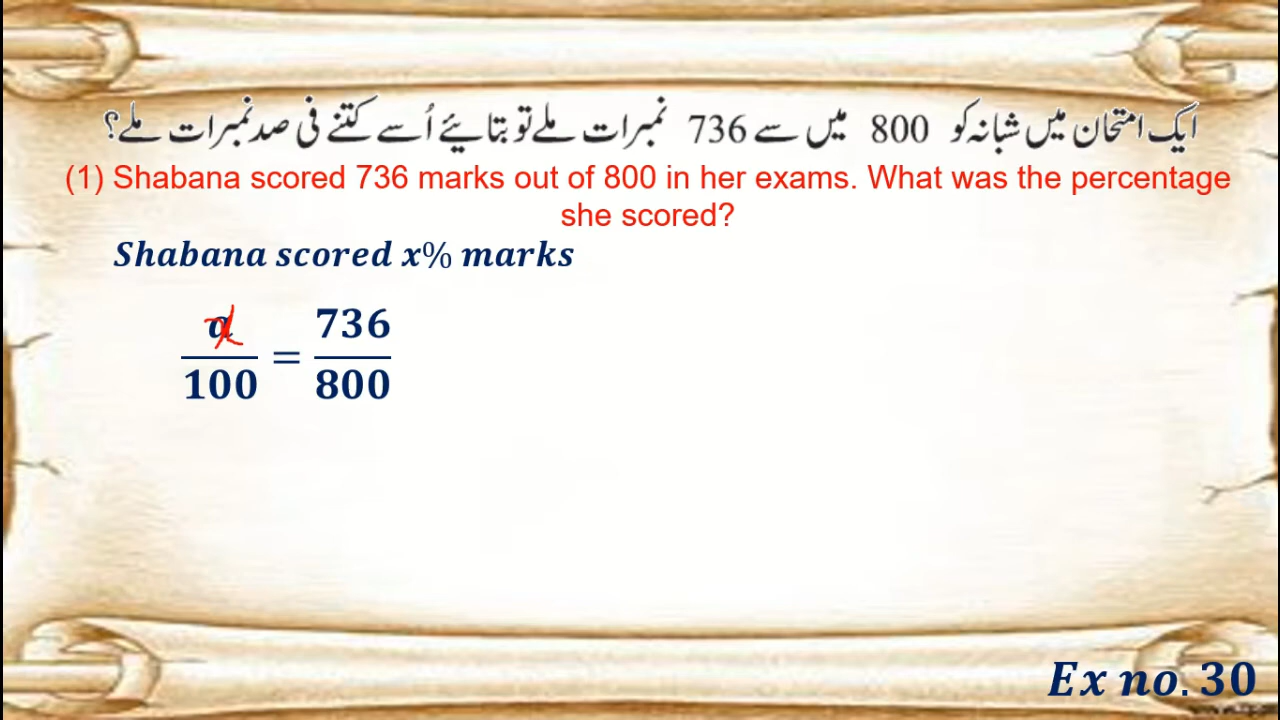 ایک امتحان میں شبانہ کو 800 میں سے 736 نمبرات ملے تو بتائیے اُسے کتنے فی صد نمبرات ملے؟
(1) Shabana scored 736 marks out of 800 in her exams. What was the percentage
she scored?
Shabana scored x% marks
x/100 = 736/800
Ex no. 30